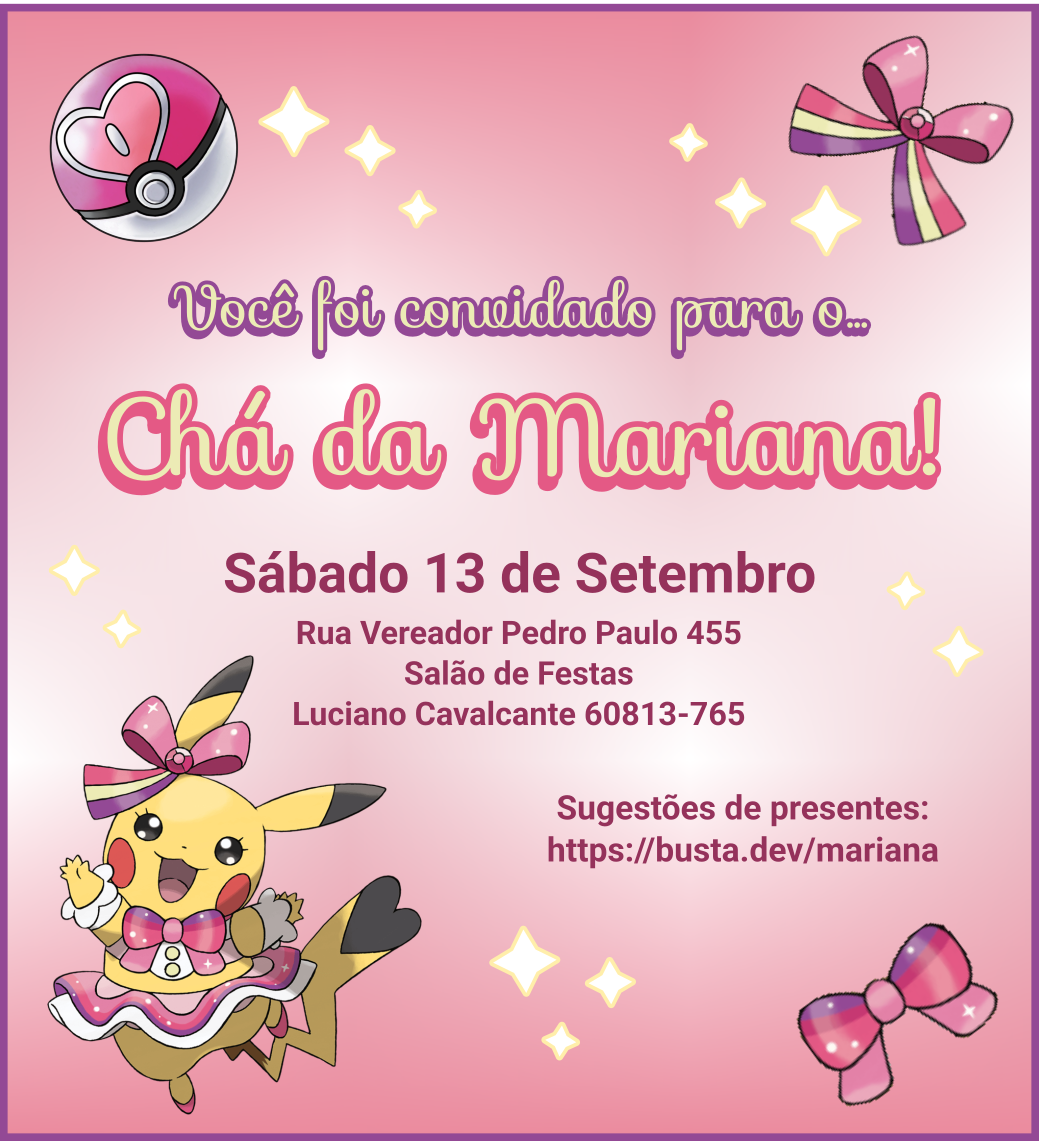 Você foi convidado para o...
Chá da Mariana!
Sábado 13 de Setembro
Rua Vereador Pedro Paulo 455
Salão de Festas
Luciano Cavalcante 60813-765
Sugestões de presentes:
https://busta.dev/mariana